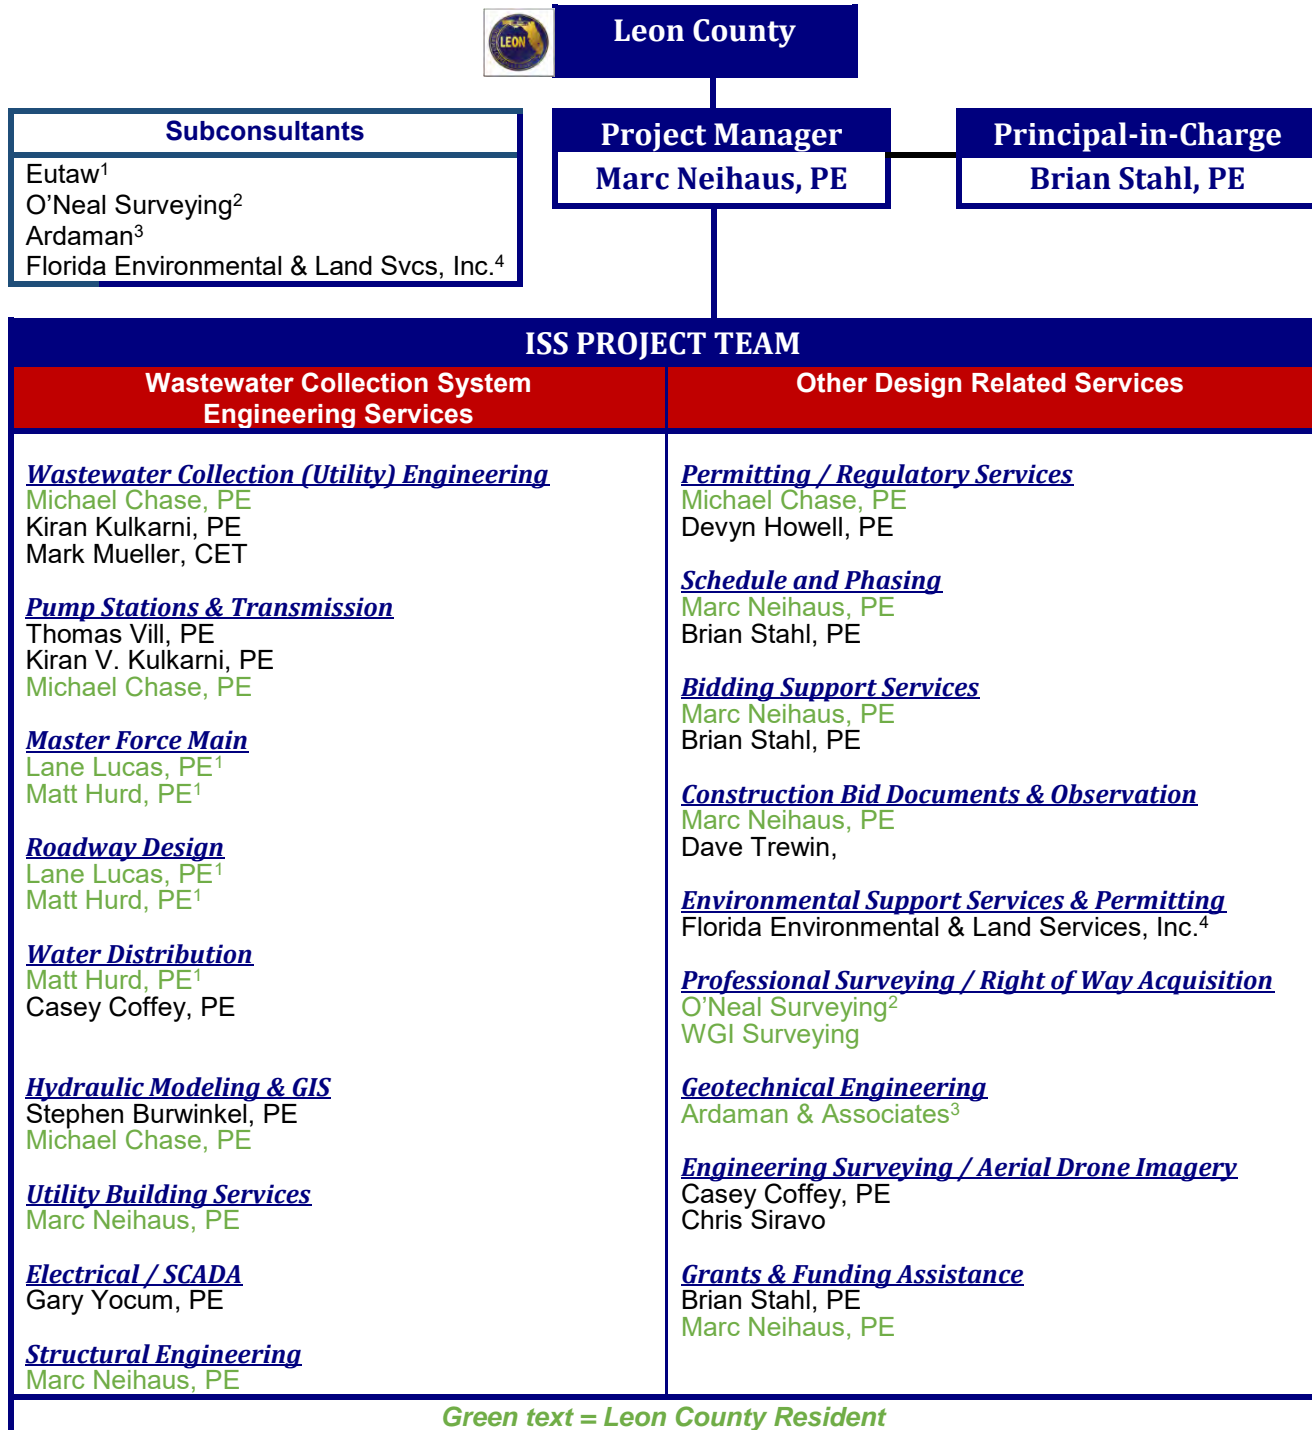 LEON
Leon County
Subconsultants
Eutaw¹
O'Neal Surveying²
Ardaman³
Florida Environmental & Land Svcs, Inc.⁴
Project Manager
Marc Neihaus, PE
Principal-in-Charge
Brian Stahl, PE
ISS PROJECT TEAM
Wastewater Collection System
Engineering Services
Wastewater Collection (Utility) Engineering
Michael Chase, PE
Kiran Kulkarni, PE
Mark Mueller, CET
Pump Stations & Transmission
Thomas Vill, PE
Kiran V. Kulkarni, PE
Michael Chase, PE
Master Force Main
Lane Lucas, PE¹
Matt Hurd, PE¹
Roadway Design
Lane Lucas, PE¹
Matt Hurd, PE¹
Water Distribution
Matt Hurd, PE¹
Casey Coffey, PE
Hydraulic Modeling & GIS
Stephen Burwinkel, PE
Michael Chase, PE
Utility Building Services
Marc Neihaus, PE
Electrical / SCADA
Gary Yocum, PE
Structural Engineering
Marc Neihaus, PE
Other Design Related Services
Permitting / Regulatory Services
Michael Chase, PE
Devyn Howell, PE
Schedule and Phasing
Marc Neihaus, PE
Brian Stahl, PE
Bidding Support Services
Marc Neihaus, PE
Brian Stahl, PE
Construction Bid Documents & Observation
Marc Neihaus, PE
Dave Trewin,
Environmental Support Services & Permitting
Florida Environmental & Land Services, Inc.⁴
Professional Surveying / Right of Way Acquisition
O'Neal Surveying²
WGI Surveying
Geotechnical Engineering
Ardaman & Associates³
Engineering Surveying / Aerial Drone Imagery
Casey Coffey, PE
Chris Siravo
Grants & Funding Assistance
Brian Stahl, PE
Marc Neihaus, PE
Green text = Leon County Resident